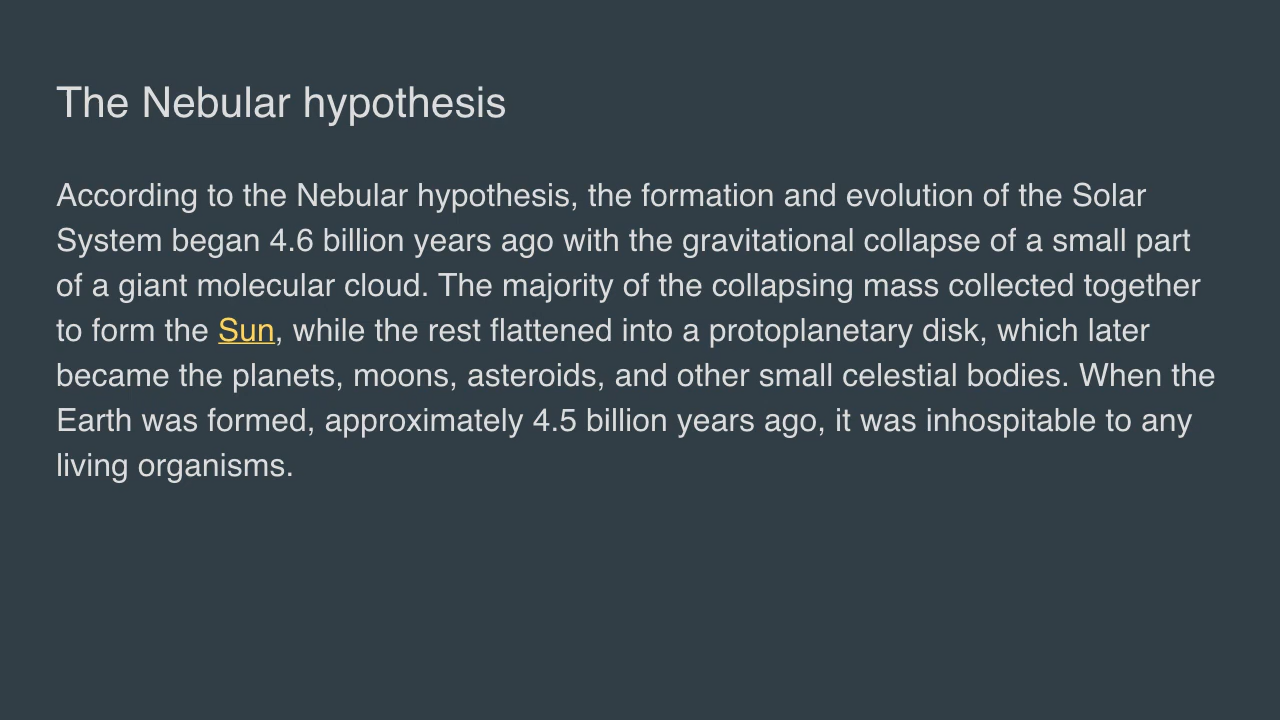 The Nebular hypothesis
According to the Nebular hypothesis, the formation and evolution of the Solar
System began 4.6 billion years ago with the gravitational collapse of a small part
of a giant molecular cloud. The majority of the collapsing mass collected together
to form the Sun, while the rest flattened into a protoplanetary disk, which later
became the planets, moons, asteroids, and other small celestial bodies. When the
Earth was formed, approximately 4.5 billion years ago, it was inhospitable to any
living organisms.